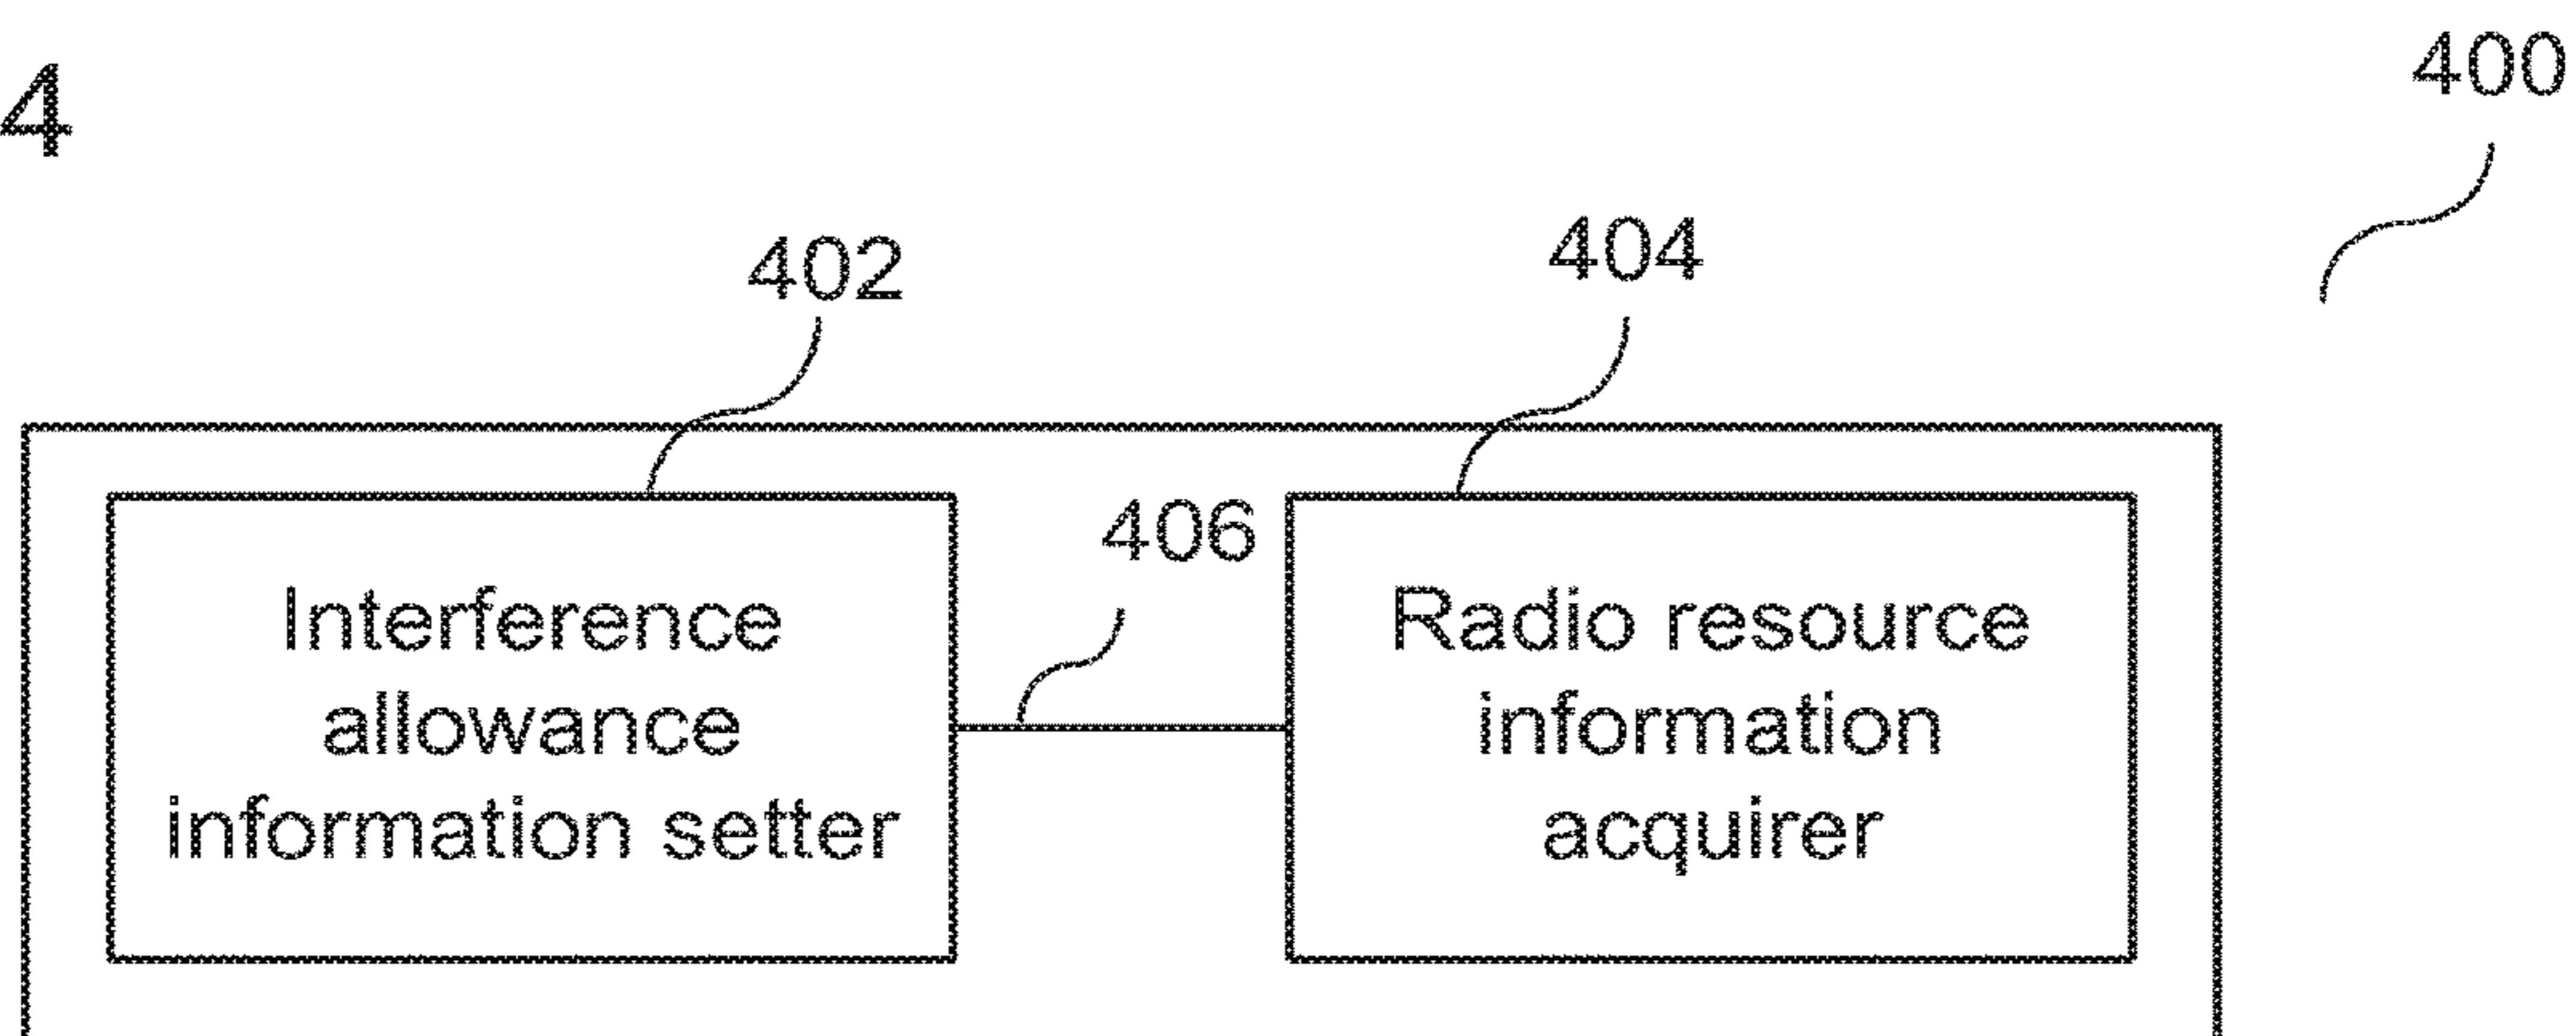 4
400
402
404
406
Interference
allowance
information setter
Radio resource
information
acquirer